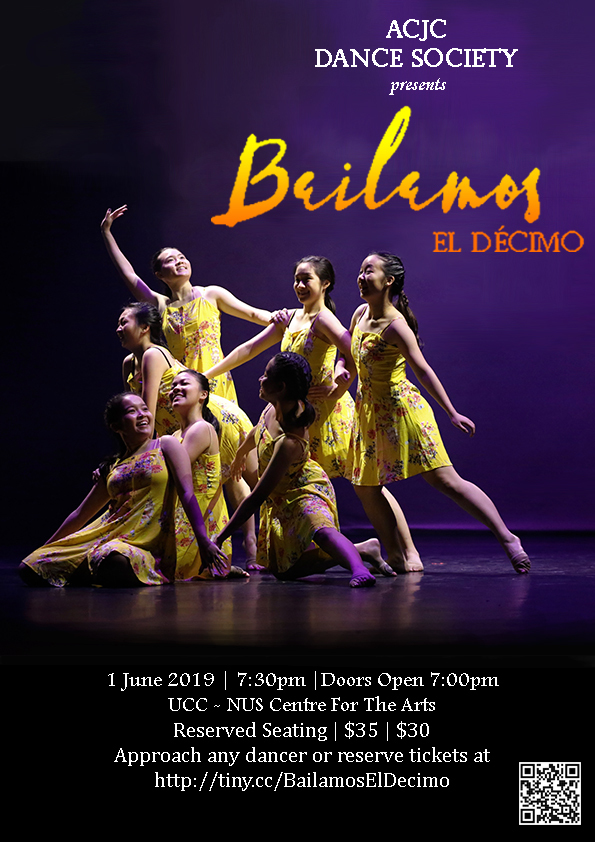 ACJC
DANCE SOCIETY
presents
Bailamos
EL DÉCIMO
1 June 2019 | 7:30pm |Doors Open 7:00pm
UCC ~ NUS Centre For The Arts
Reserved Seating | $35 | $30
Approach any dancer or reserve tickets at
http://tiny.cc/BailamosElDecimo